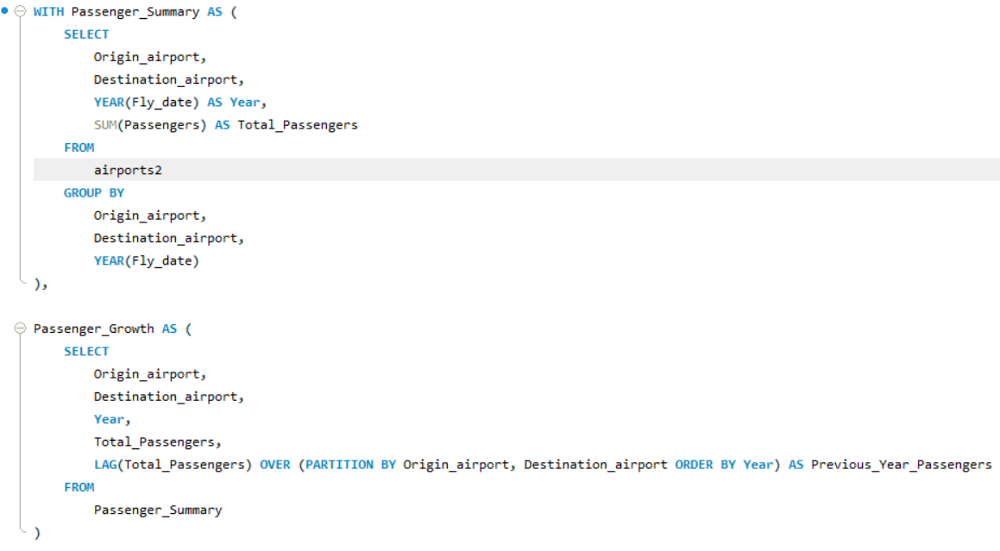 WITH Passenger_Summary AS (
SELECT
Origin_airport,
Destination_airport,
YEAR(Fly_date) AS Year,
SUM(Passengers) AS Total_Passengers
FROM
airports2
GROUP BY
Origin_airport,
Destination_airport,
YEAR(Fly_date)
),
Passenger_Growth AS (
SELECT
Origin_airport,
Destination_airport,
Year,
Total_Passengers,
LAG(Total_Passengers) OVER (PARTITION BY Origin_airport, Destination_airport ORDER BY Year) AS Previous_Year_Passengers
FROM
Passenger_Summary
)